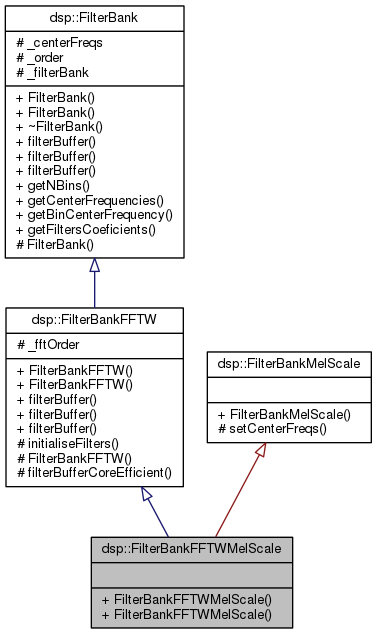 dsp::FilterBank
# _centerFreqs
# _order
# _filterBank
+ FilterBank()
+ FilterBank()
+ ~FilterBank()
+ filterBuffer()
+ filterBuffer()
+ filterBuffer()
+ getNBins()
+ getCenterFrequencies()
+ getBinCenterFrequency()
+ getFiltersCoeficients()
# FilterBank()
dsp::FilterBankFFTW
# _fftOrder
+ FilterBankFFTW()
+ FilterBankFFTW()
+ filterBuffer()
+ filterBuffer()
+ filterBuffer()
# initialiseFilters()
# FilterBankFFTW()
# filterBufferCoreEfficient()
dsp::FilterBankMelScale
+ FilterBankMelScale()
# setCenterFreqs()
dsp::FilterBankFFTWMelScale
+ FilterBankFFTWMelScale()
+ FilterBankFFTWMelScale()